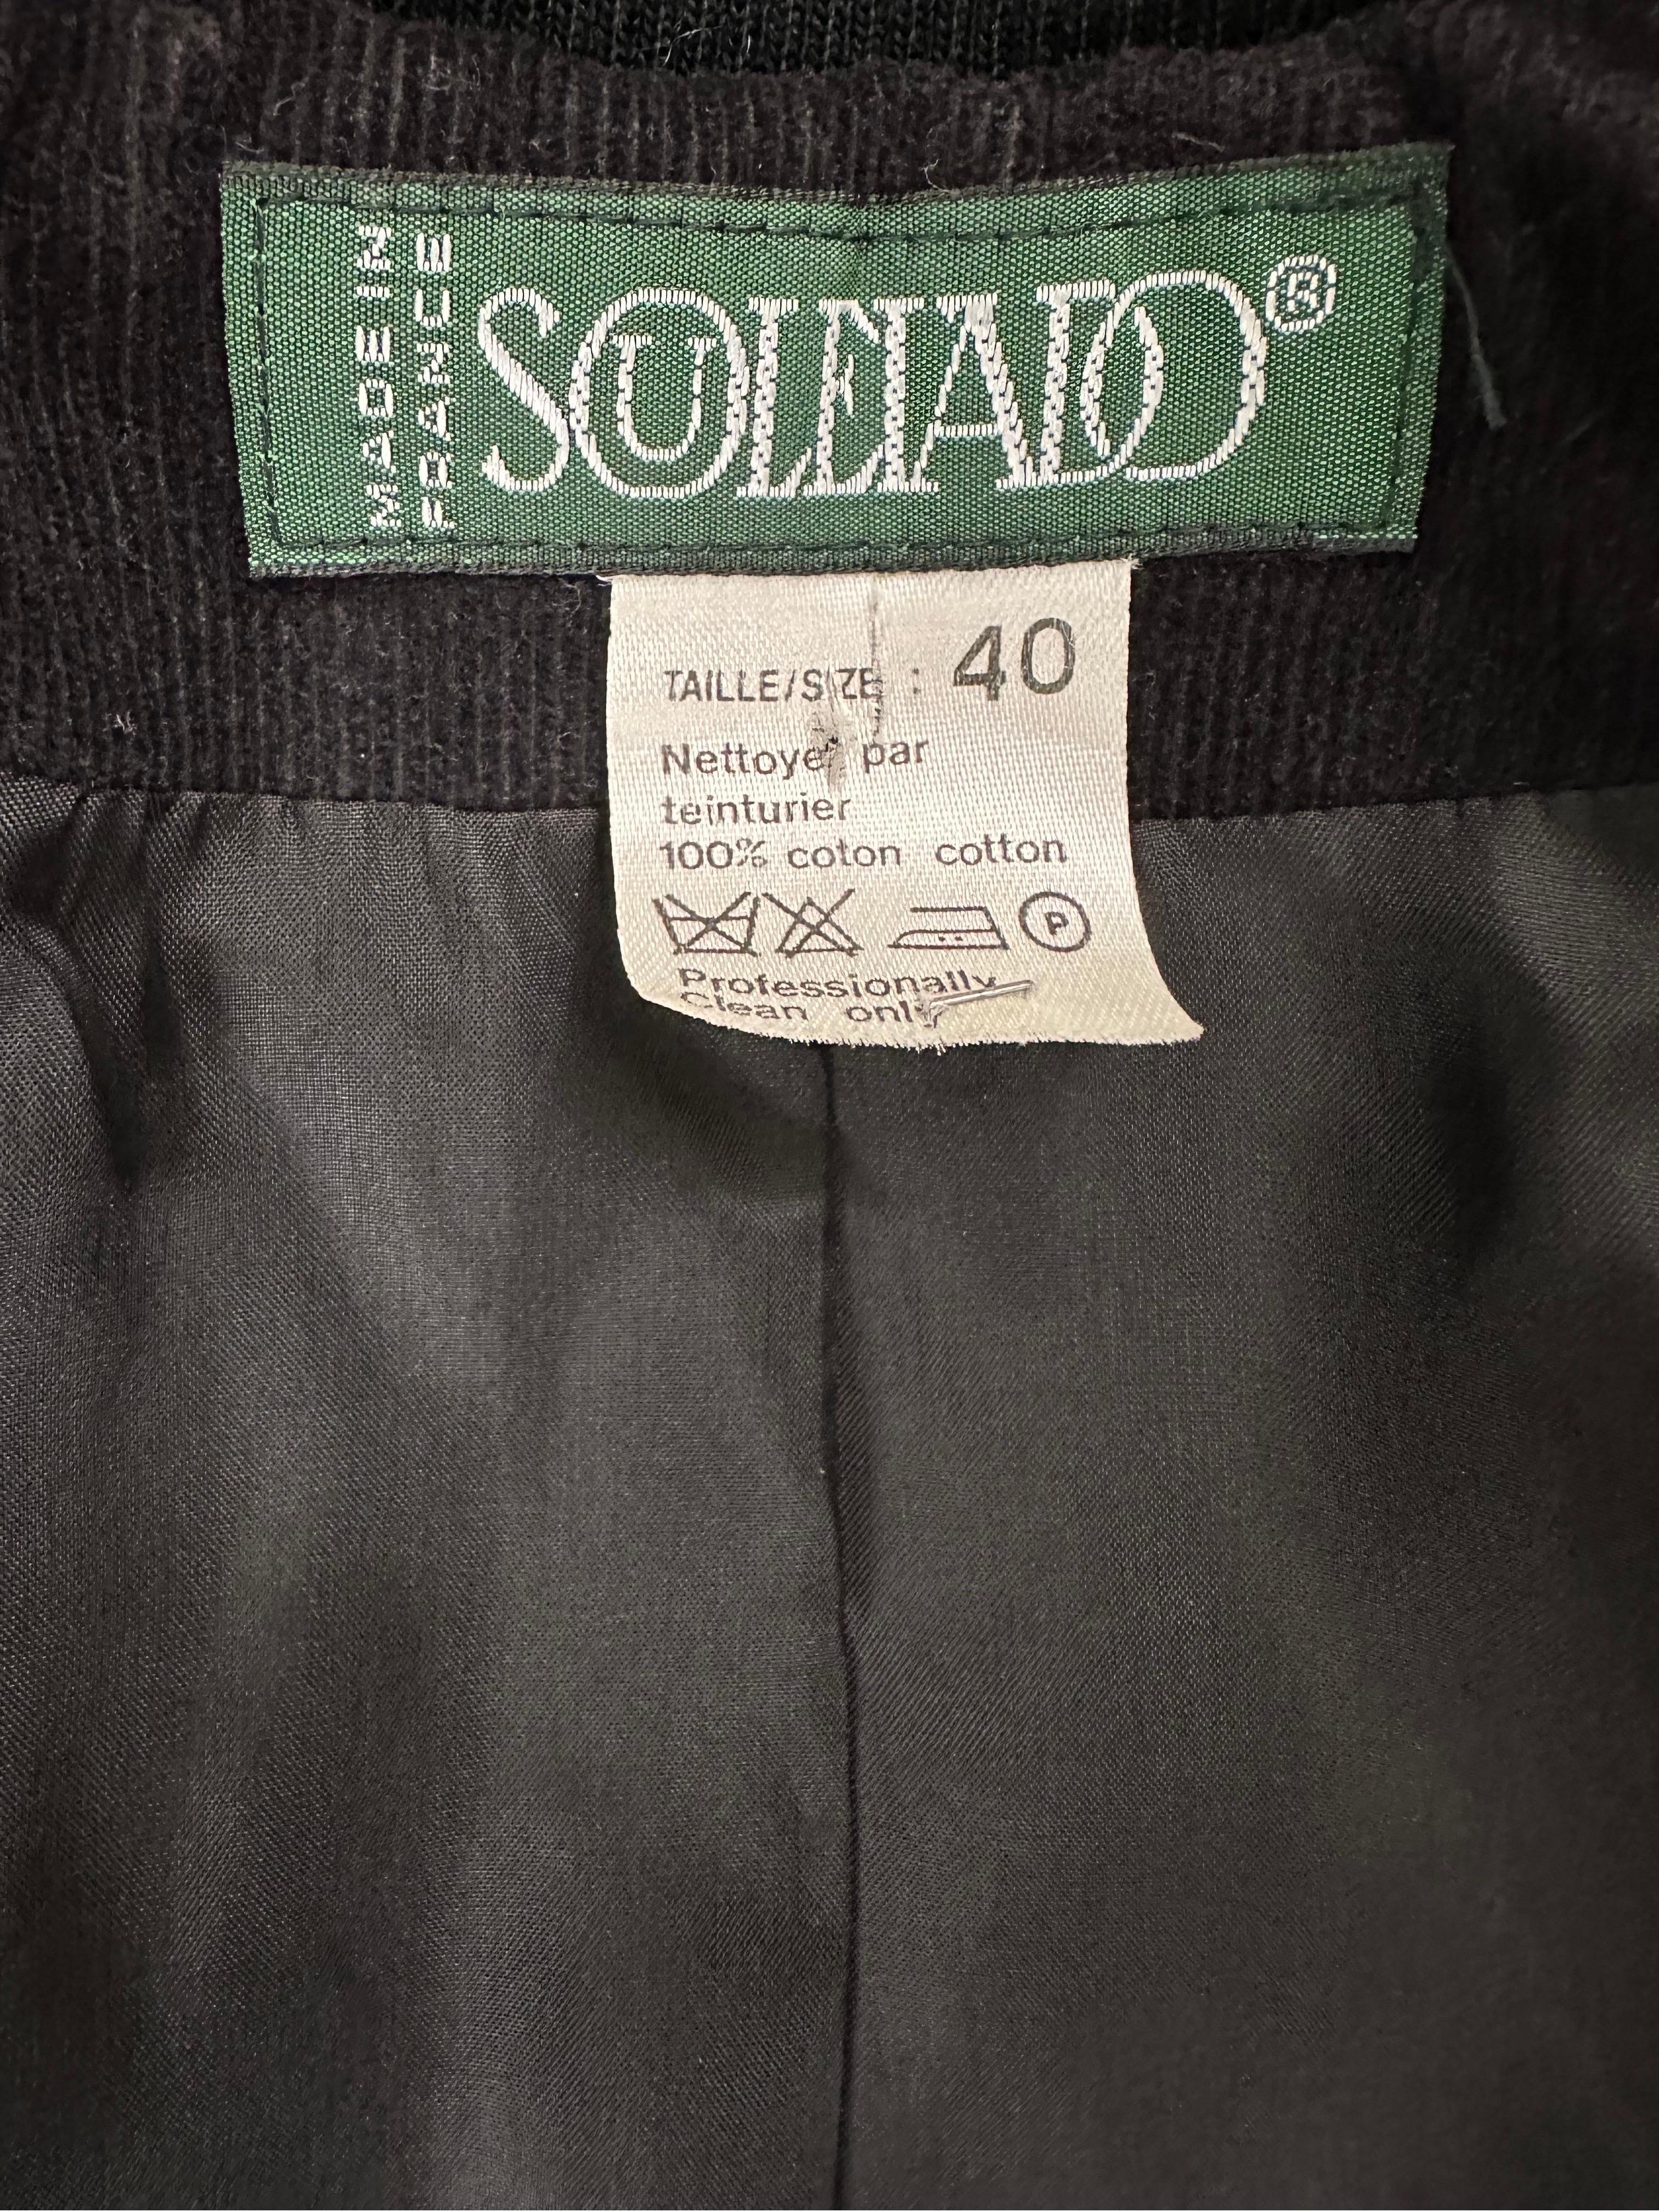 MADE IN
FRANCE
SOULEIADO®
TAILLE/SIZE : 40
Nettoyer par
teinturier
100% coton cotton
P
Professionally
Clean only